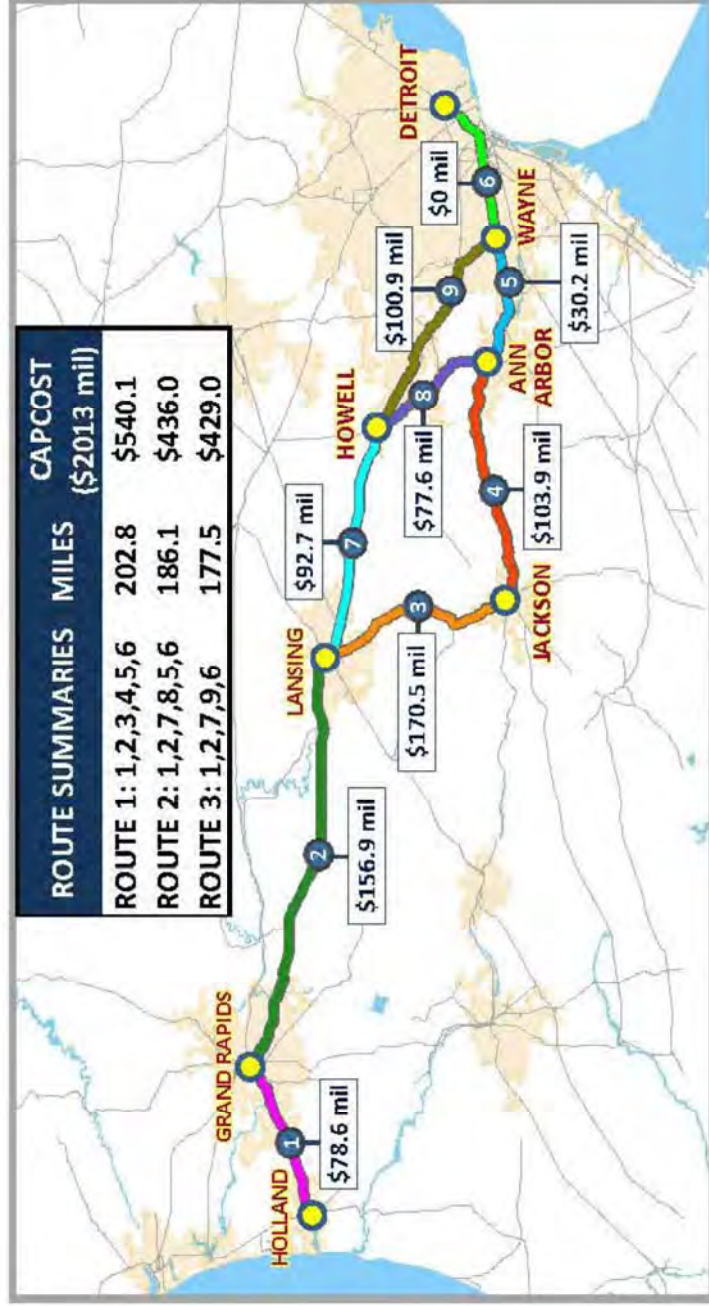 ROUTE SUMMARIES MILES CAPCOST
($2013 mil)
ROUTE 1: 1,2,3,4,5,6 202.8 $540.1
ROUTE 2: 1,2,7,8,5,6 186.1 $436.0
ROUTE 3: 1,2,7,9,6 177.5 $429.0
HOLLAND
1
$78.6 mil
GRAND RAPIDS
2
$156.9 mil
LANSING
3
$170.5 mil
JACKSON
7
$92.7 mil
HOWELL
8
$77.6 mil
4
$103.9 mil
ANN
ARBOR
9
$100.9 mil
5
$30.2 mil
WAYNE
6
$0 mil
DETROIT